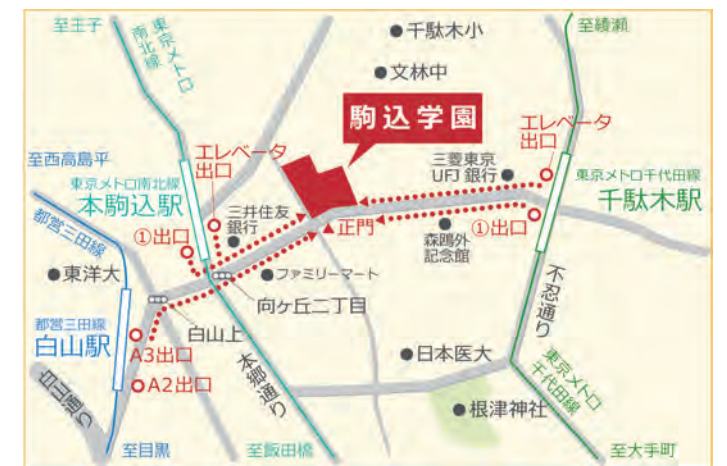 至王子
東京メトロ
南北線
千駄木小
文林中
至綾瀬
駒込学園
エレベータ
出口
三菱東京
UFJ 銀行
エレベータ
出口
至西高島平
東京メトロ南北線
本駒込駅
東京メトロ千代田線
千駄木駅
三井住友
銀行
正門
森鴎外
記念館
①出口
①出口
都営三田線
東洋大
ファミリーマート
向ヶ丘二丁目
不忍通り
都営三田線
白山駅
白山上
A3出口
A2出口
本郷通り
日本医大
東京メトロ
千代田線
白山通り
根津神社
至目黒
至飯田橋
至大手町